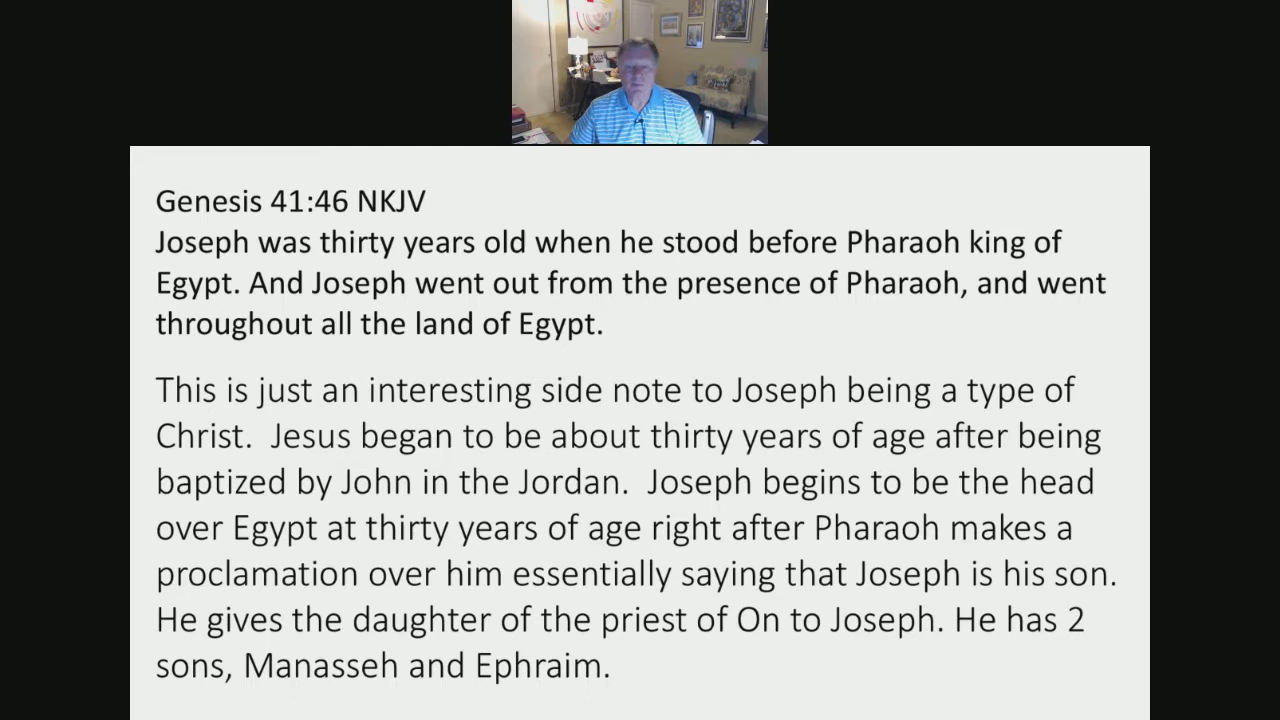 Genesis 41:46 NKJV
Joseph was thirty years old when he stood before Pharaoh king of
Egypt. And Joseph went out from the presence of Pharaoh, and went
throughout all the land of Egypt.
This is just an interesting side note to Joseph being a type of
Christ.  Jesus began to be about thirty years of age after being
baptized by John in the Jordan.  Joseph begins to be the head
over Egypt at thirty years of age right after Pharaoh makes a
proclamation over him essentially saying that Joseph is his son.
He gives the daughter of the priest of On to Joseph. He has 2
sons, Manasseh and Ephraim.